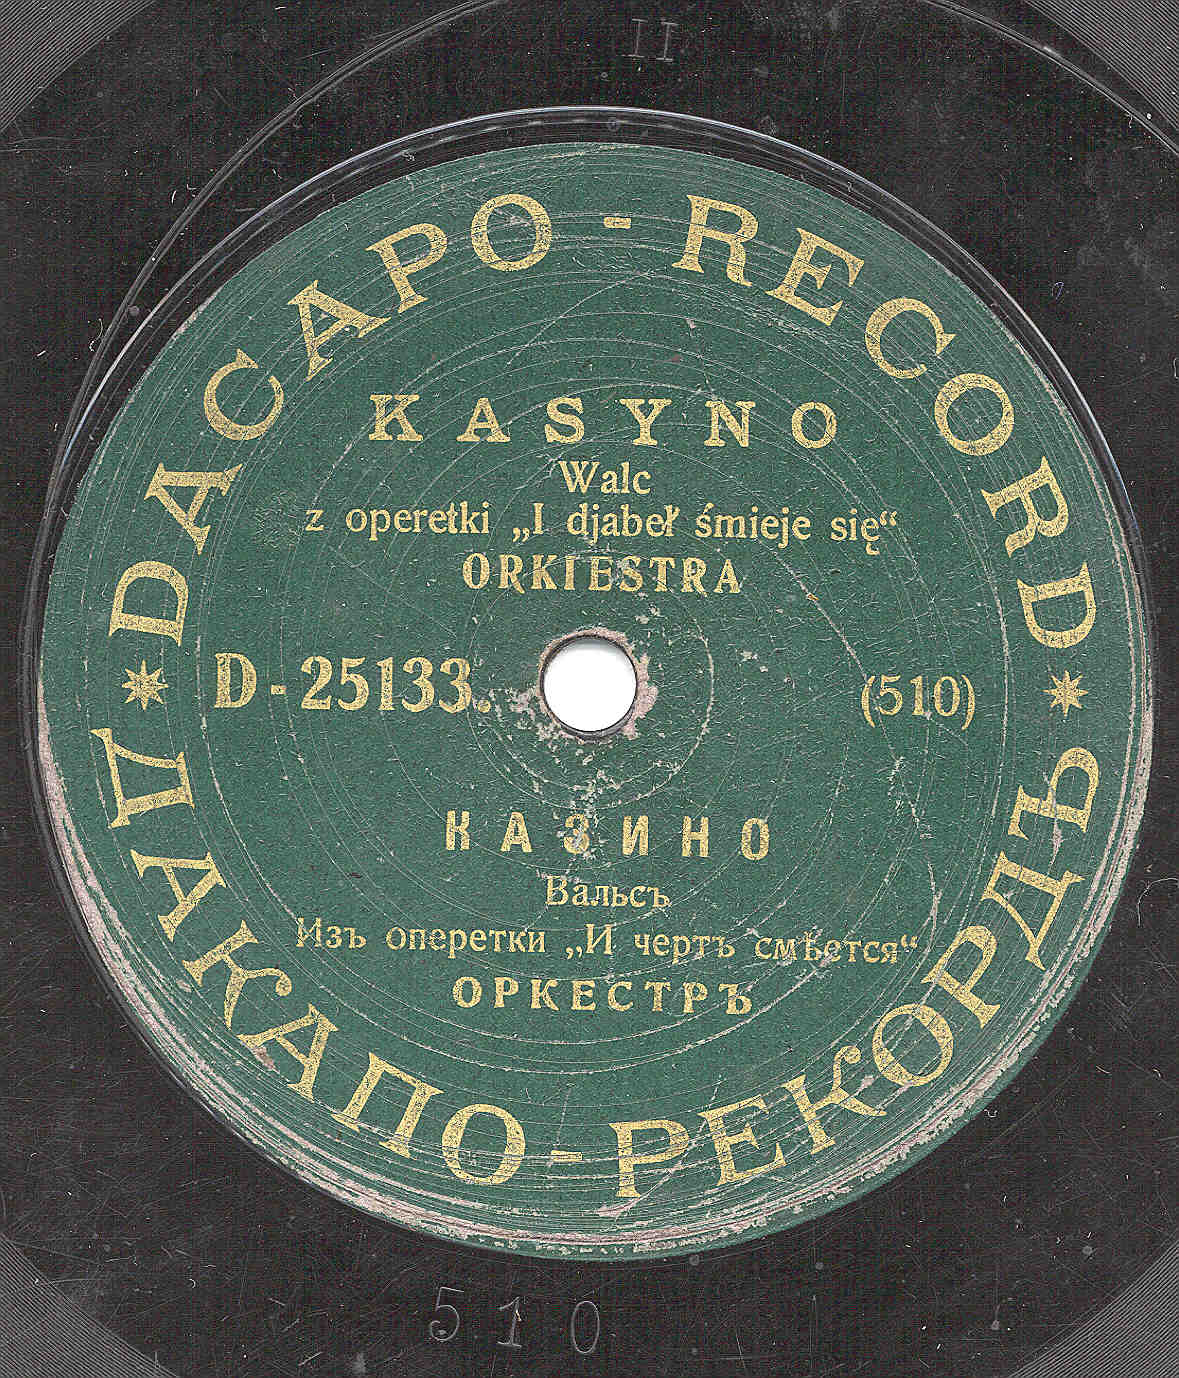 II
DACAPO-RECORD
KASYNO
Walc
z operetki „I djabeł śmieje się“
ORKIESTRA
D-25133.
(510)
КАЗИНО
Вальсъ
Изъ оперетки „И чертъ смѣется“
ОРКЕСТРЪ
ДАКАПО-РЕКОРДЪ
510